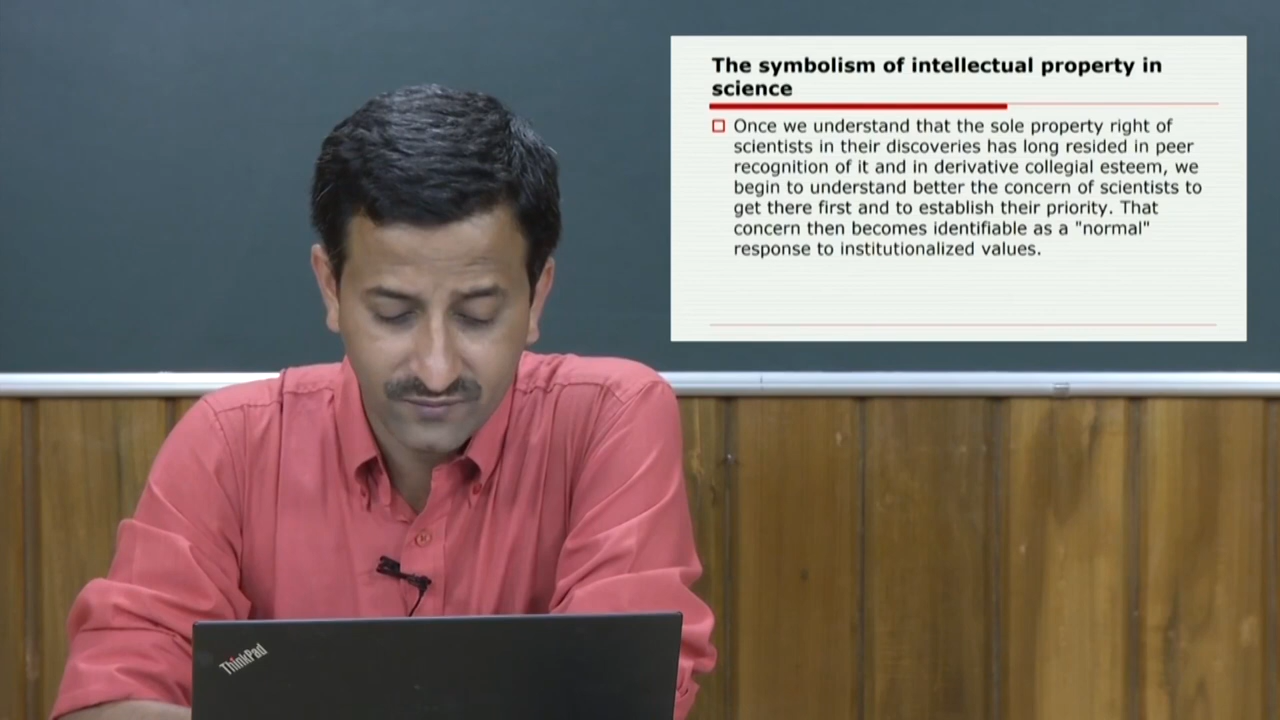 The symbolism of intellectual property in
science
Once we understand that the sole property right of
scientists in their discoveries has long resided in peer
recognition of it and in derivative collegial esteem, we
begin to understand better the concern of scientists to
get there first and to establish their priority. That
concern then becomes identifiable as a "normal"
response to institutionalized values.
ThinkPad